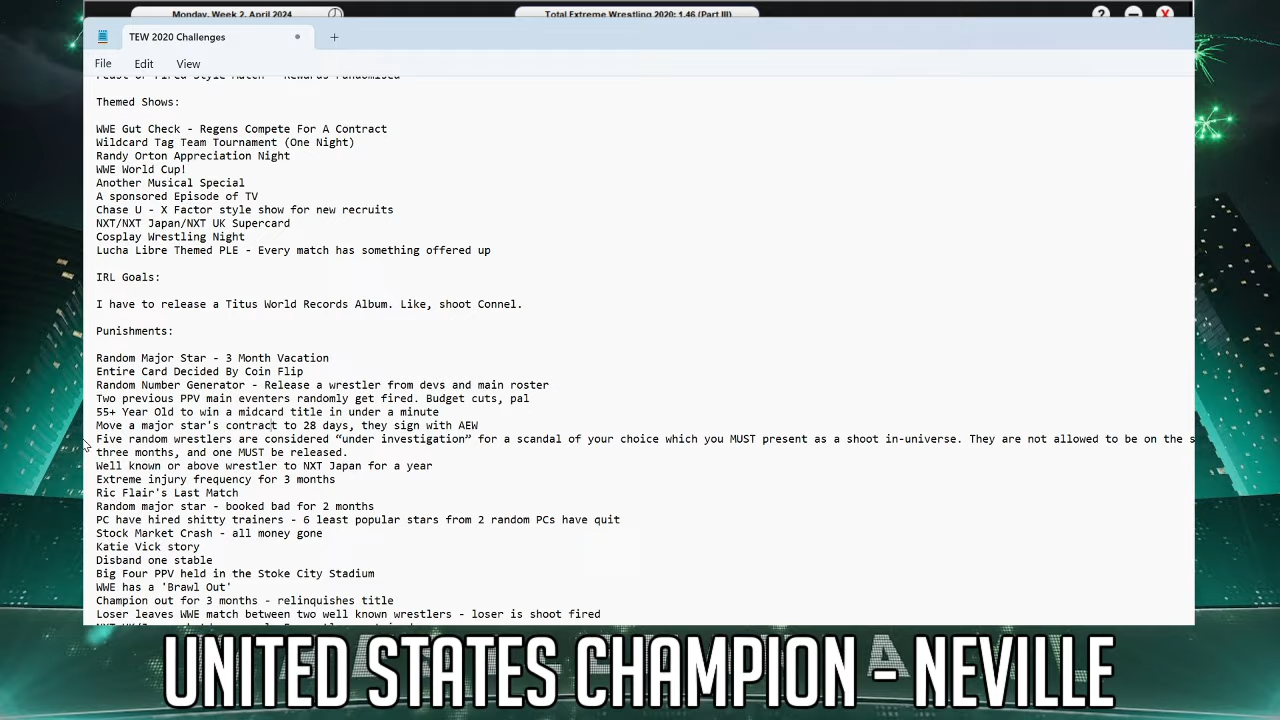 Monday, Week 2, April 2024
Total Extreme Wrestling 2020: 1.46 (Part III)
TEW 2020 Challenges
File Edit View
Feast Or Fired Style Match - Rewards Randomised
Themed Shows:
WWE Gut Check - Regens Compete For A Contract
Wildcard Tag Team Tournament (One Night)
Randy Orton Appreciation Night
WWE World Cup!
Another Musical Special
A sponsored Episode of TV
Chase U - X Factor style show for new recruits
NXT/NXT Japan/NXT UK Supercard
Cosplay Wrestling Night
Lucha Libre Themed PLE - Every match has something offered up
IRL Goals:
I have to release a Titus World Records Album. Like, shoot Connel.
Punishments:
Random Major Star - 3 Month Vacation
Entire Card Decided By Coin Flip
Random Number Generator - Release a wrestler from devs and main roster
Two previous PPV main eventers randomly get fired. Budget cuts, pal
55+ Year Old to win a midcard title in under a minute
Move a major star's contract to 28 days, they sign with AEW
Five random wrestlers are considered “under investigation” for a scandal of your choice which you MUST present as a shoot in-universe. They are not allowed to be on the s
three months, and one MUST be released.
Well known or above wrestler to NXT Japan for a year
Extreme injury frequency for 3 months
Ric Flair's Last Match
Random major star - booked bad for 2 months
PC have hired shitty trainers - 6 least popular stars from 2 random PCs have quit
Stock Market Crash - all money gone
Katie Vick story
Disband one stable
Big Four PPV held in the Stoke City Stadium
WWE has a 'Brawl Out'
Champion out for 3 months - relinquishes title
Loser leaves WWE match between two well known wrestlers - loser is shoot fired
UNITED STATES CHAMPION - NEVILLE